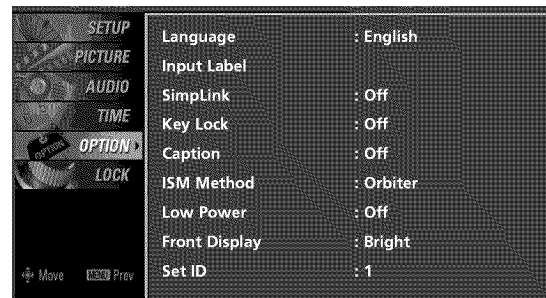 SETUP
PICTURE
AUDIO
TIME
OPTION
OPTION
LOCK
Move MENU Prev
Language : English
Input Label
SimpLink : Off
Key Lock : Off
Caption : Off
ISM Method : Orbiter
Low Power : Off
Front Display : Bright
Set ID : 1